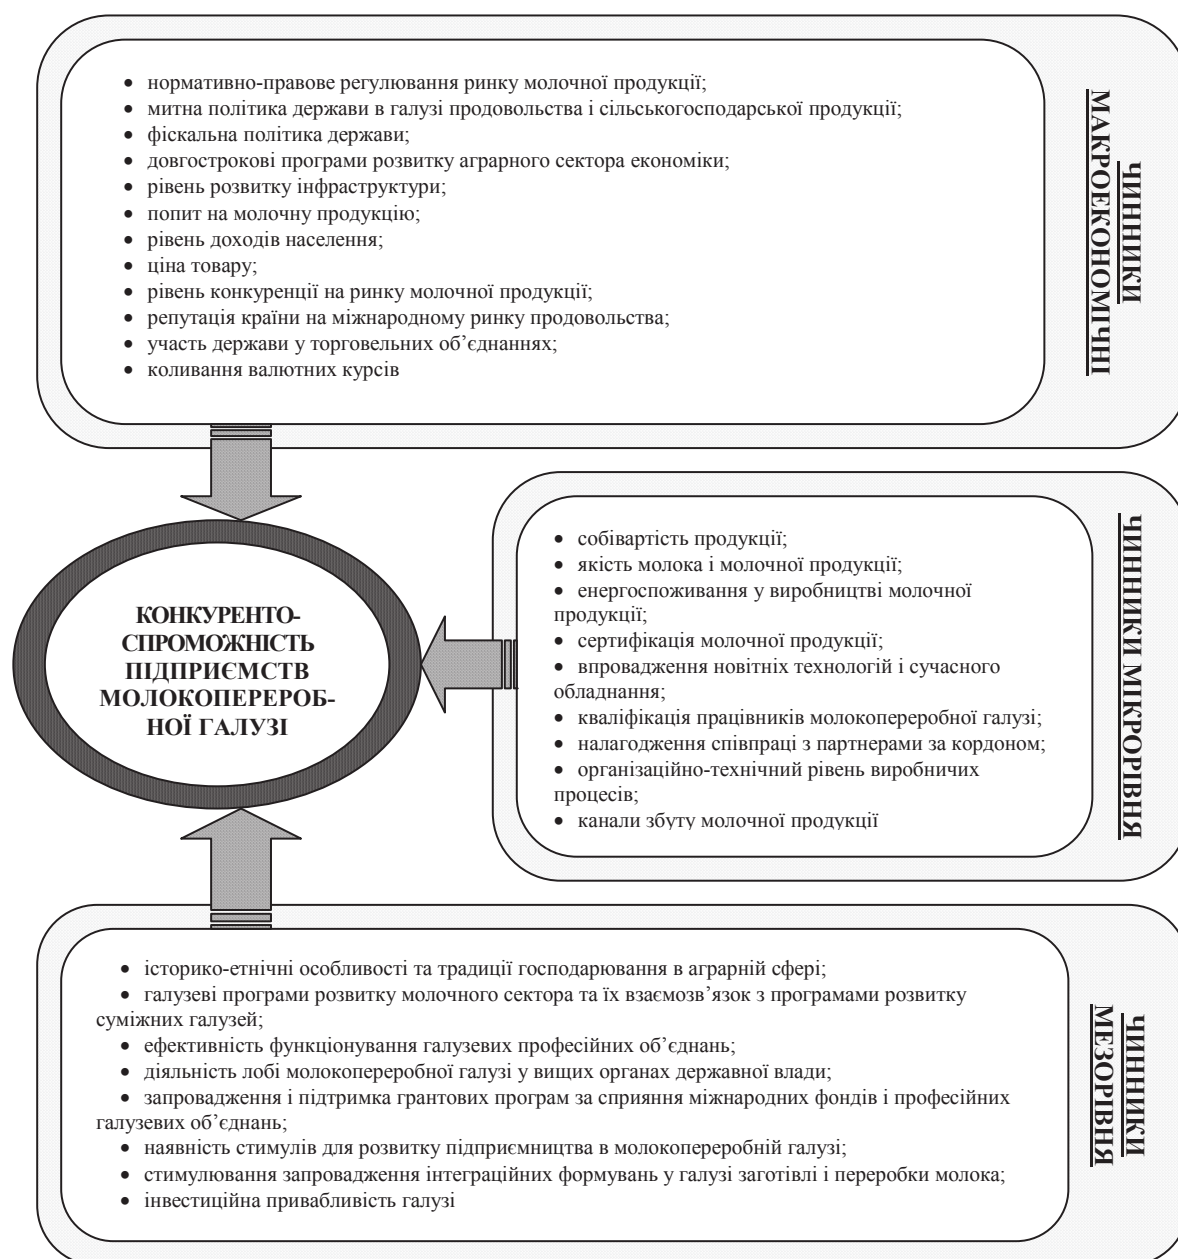 • нормативно-правове регулювання ринку молочної продукції;
• митна політика держави в галузі продовольства і сільськогосподарської продукції;
• фіскальна політика держави;
• довгострокові програми розвитку аграрного сектора економіки;
• рівень розвитку інфраструктури;
• попит на молочну продукцію;
• рівень доходів населення;
• ціна товару;
• рівень конкуренції на ринку молочної продукції;
• репутація країни на міжнародному ринку продовольства;
• участь держави у торговельних об’єднаннях;
• коливання валютних курсів
ЧИННИКИ
МАКРОЕКОНОМІЧНІ
КОНКУРЕНТО-
СПРОМОЖНІСТЬ
ПІДПРИЄМСТВ
МОЛОКОПЕРЕРОБ-
НОЇ ГАЛУЗІ
• собівартість продукції;
• якість молока і молочної продукції;
• енергоспоживання у виробництві молочної
продукції;
• сертифікація молочної продукції;
• впровадження новітніх технологій і сучасного
обладнання;
• кваліфікація працівників молокопереробної галузі;
• налагодження співпраці з партнерами за кордоном;
• організаційно-технічний рівень виробничих
процесів;
• канали збуту молочної продукції
ЧИННИКИ МІКРОРІВНЯ
• історико-етнічні особливості та традиції господарювання в аграрній сфері;
• галузеві програми розвитку молочного сектора та їх взаємозв’язок з програмами розвитку
суміжних галузей;
• ефективність функціонування галузевих професійних об’єднань;
• діяльність лобі молокопереробної галузі у вищих органах державної влади;
• запровадження і підтримка грантових програм за сприяння міжнародних фондів і професійних
галузевих об’єднань;
• наявність стимулів для розвитку підприємництва в молокопереробній галузі;
• стимулювання запровадження інтеграційних формувань у галузі заготівлі і переробки молока;
• інвестиційна привабливість галузі
ЧИННИКИ
МЕЗОРІВНЯ